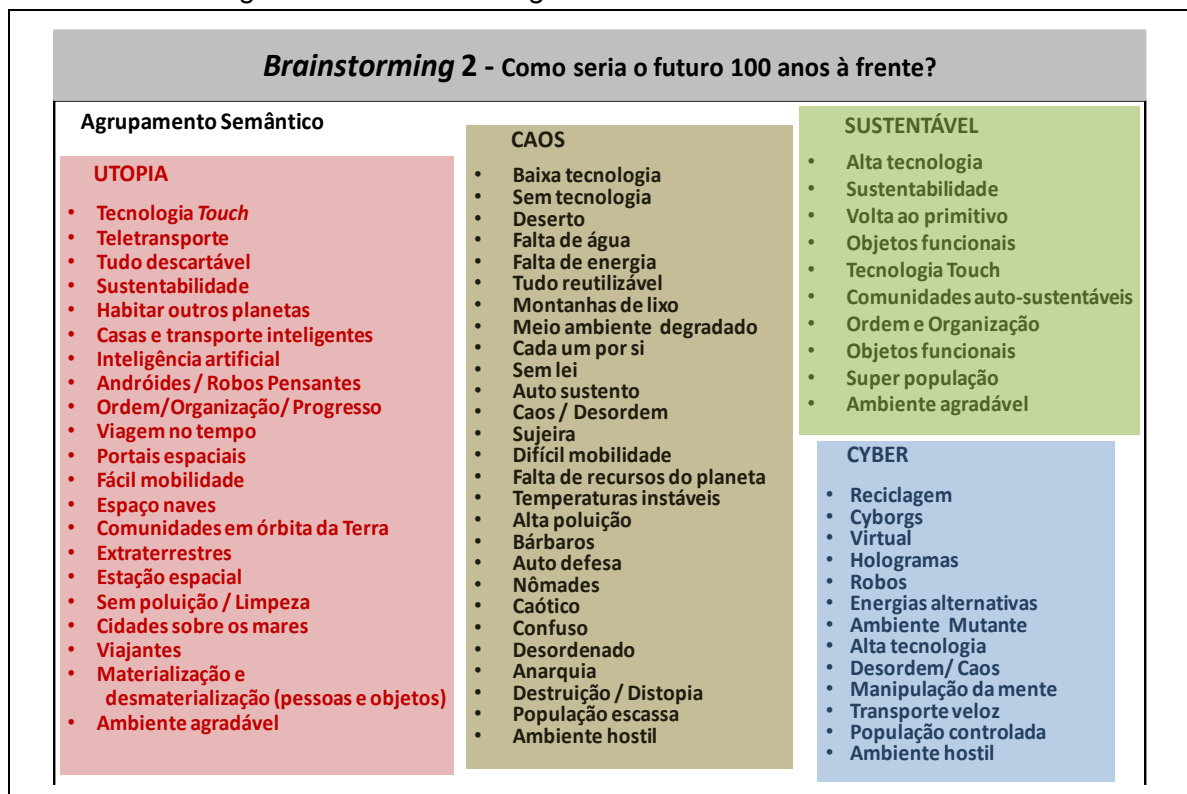 Brainstorming 2 - Como seria o futuro 100 anos à frente?
Agrupamento Semântico
UTOPIA
• Tecnologia Touch
• Teletransporte
• Tudo descartável
• Sustentabilidade
• Habitar outros planetas
• Casas e transporte inteligentes
• Inteligência artificial
• Andróides / Robos Pensantes
• Ordem/Organização/ Progresso
• Viagem no tempo
• Portais espaciais
• Fácil mobilidade
• Espaço naves
• Comunidades em órbita da Terra
• Extraterrestres
• Estação espacial
• Sem poluição / Limpeza
• Cidades sobre os mares
• Viajantes
• Materialização e
desmaterialização (pessoas e objetos)
• Ambiente agradável
CAOS
• Baixa tecnologia
• Sem tecnologia
• Deserto
• Falta de água
• Falta de energia
• Tudo reutilizável
• Montanhas de lixo
• Meio ambiente degradado
• Cada um por si
• Sem lei
• Auto sustento
• Caos / Desordem
• Sujeira
• Difícil mobilidade
• Falta de recursos do planeta
• Temperaturas instáveis
• Alta poluição
• Bárbaros
• Auto defesa
• Nômades
• Caótico
• Confuso
• Desordenado
• Anarquia
• Destruição / Distopia
• População escassa
• Ambiente hostil
SUSTENTÁVEL
• Alta tecnologia
• Sustentabilidade
• Volta ao primitivo
• Objetos funcionais
• Tecnologia Touch
• Comunidades auto-sustentáveis
• Ordem e Organização
• Objetos funcionais
• Super população
• Ambiente agradável
CYBER
• Reciclagem
• Cyborgs
• Virtual
• Hologramas
• Robos
• Energias alternativas
• Ambiente Mutante
• Alta tecnologia
• Desordem/ Caos
• Manipulação da mente
• Transporte veloz
• População controlada
• Ambiente hostil